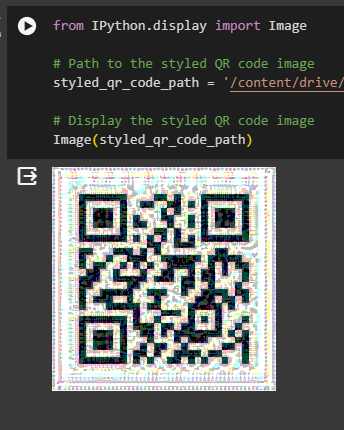 from IPython.display import Image
# Path to the styled QR code image
styled_qr_code_path = '/content/drive/
# Display the styled QR code image
Image(styled_qr_code_path)